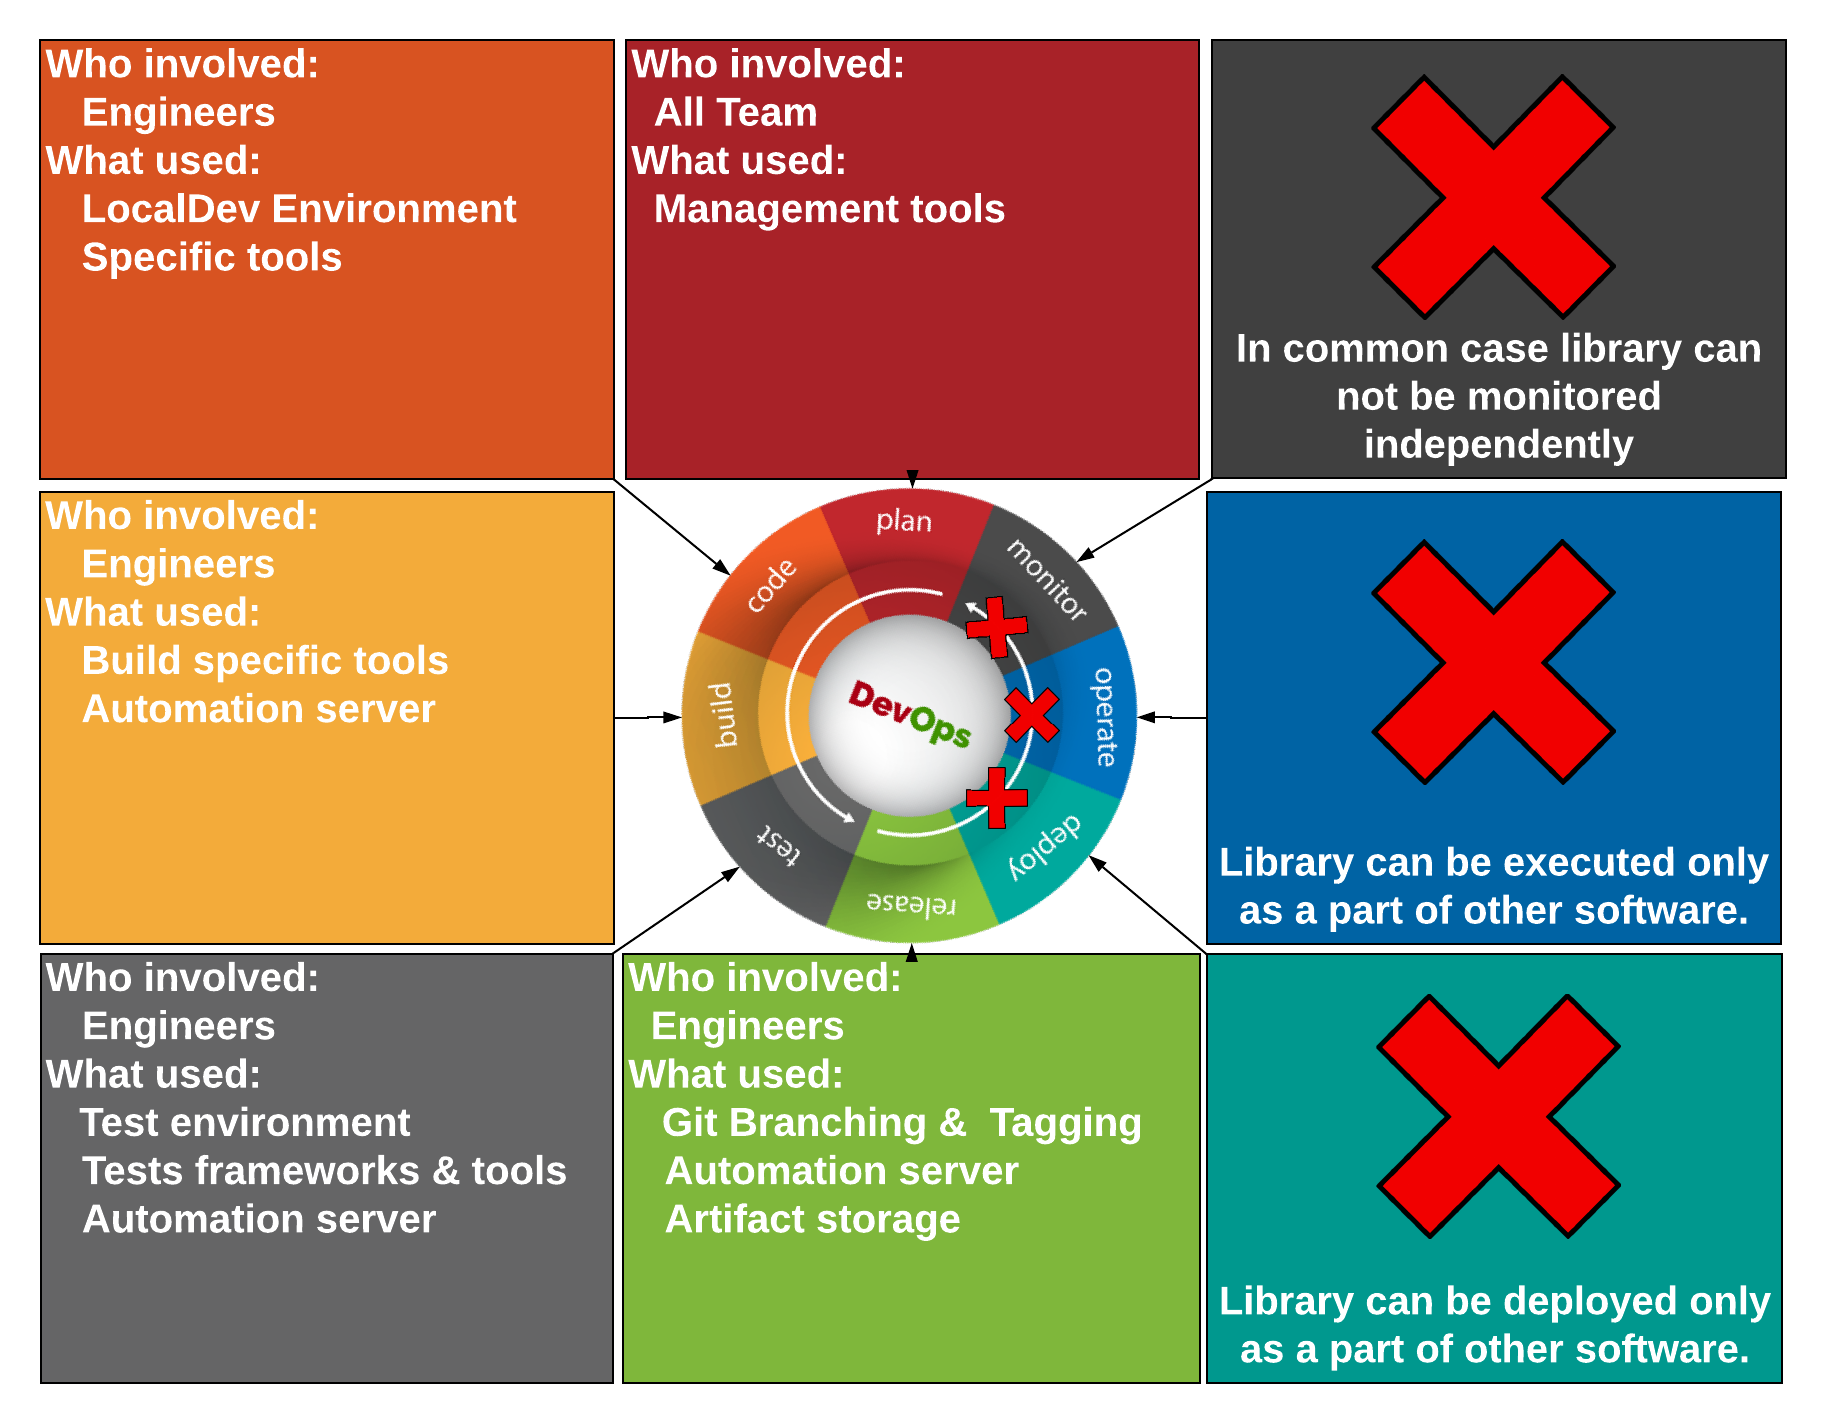 Who involved:
Engineers
What used:
LocalDev Environment
Specific tools
Who involved:
All Team
What used:
Management tools
In common case library can
not be monitored
independently
Who involved:
Engineers
What used:
Build specific tools
Automation server
plan
monitor
operate
deploy
release
test
build
code
DevOps
Library can be executed only
as a part of other software.
Who involved:
Engineers
What used:
Test environment
Tests frameworks & tools
Automation server
Who involved:
Engineers
What used:
Git Branching & Tagging
Automation server
Artifact storage
Library can be deployed only
as a part of other software.